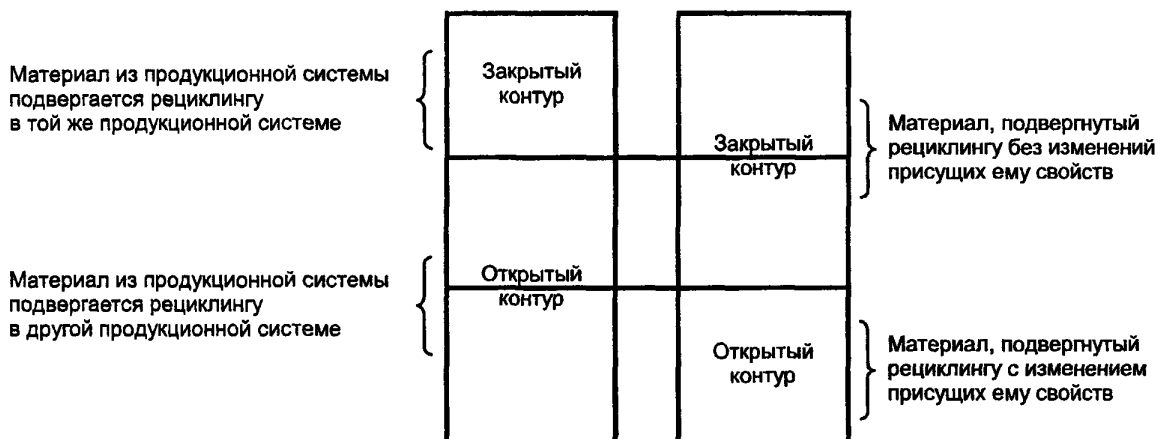 Материал из продукционной системы
подвергается рециклингу
в той же продукционной системе
Закрытый
контур
Закрытый
контур
Материал, подвергнутый
рециклингу без изменений
присущих ему свойств
Материал из продукционной системы
подвергается рециклингу
в другой продукционной системе
Открытый
контур
Открытый
контур
Материал, подвергнутый
рециклингу с изменением
присущих ему свойств